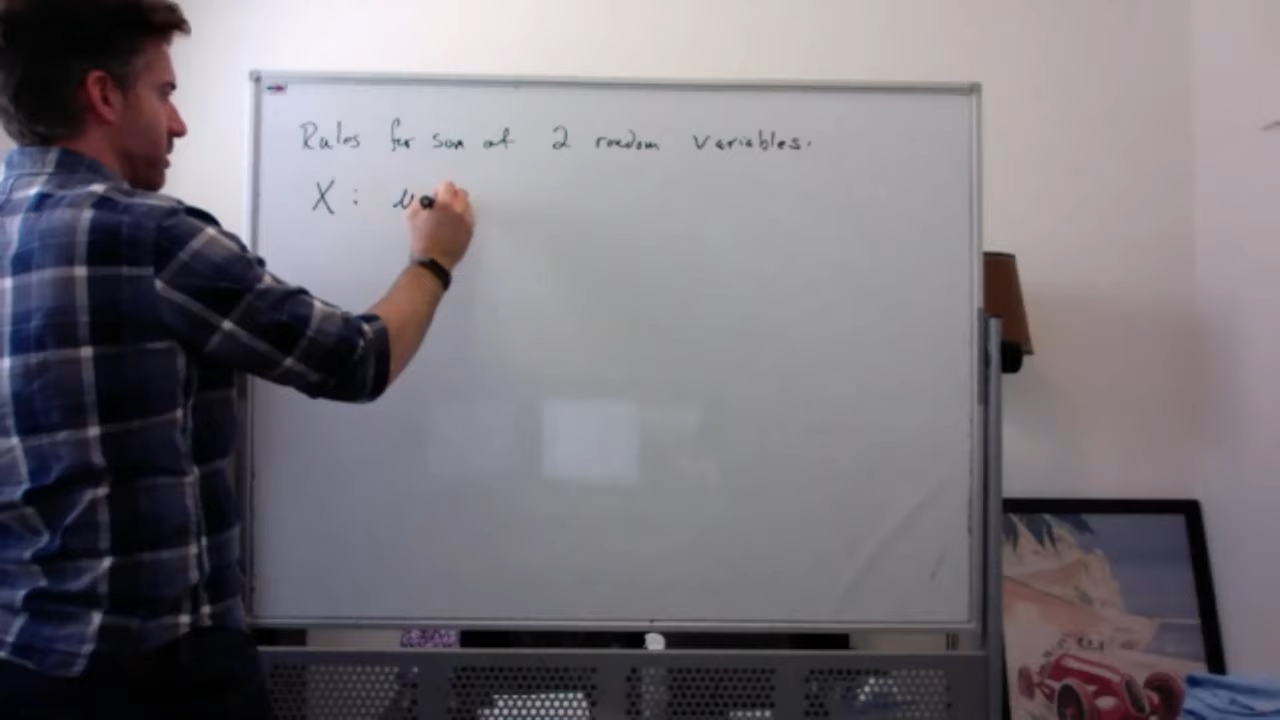 Rules for sum of 2 random variables.
X :